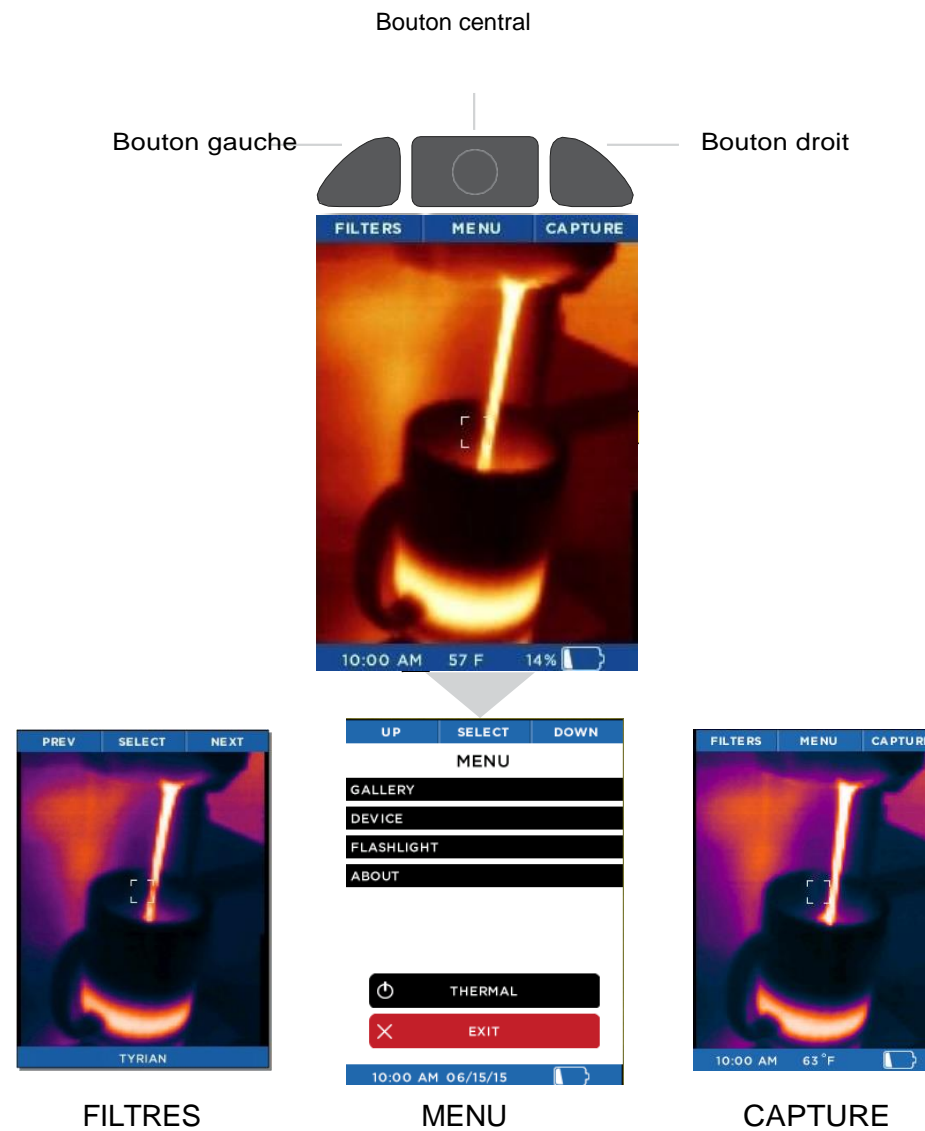 Bouton central
Bouton gauche
Bouton droit
FILTERS MENU CAPTURE
10:00 AM 57 F 14%
PREV SELECT NEXT
TYRIAN
UP SELECT DOWN
MENU
GALLERY
DEVICE
FLASHLIGHT
ABOUT
THERMAL
EXIT
10:00 AM 06/15/15
FILTERS MENU CAPTURE
10:00 AM 63°F
FILTRES
MENU
CAPTURE